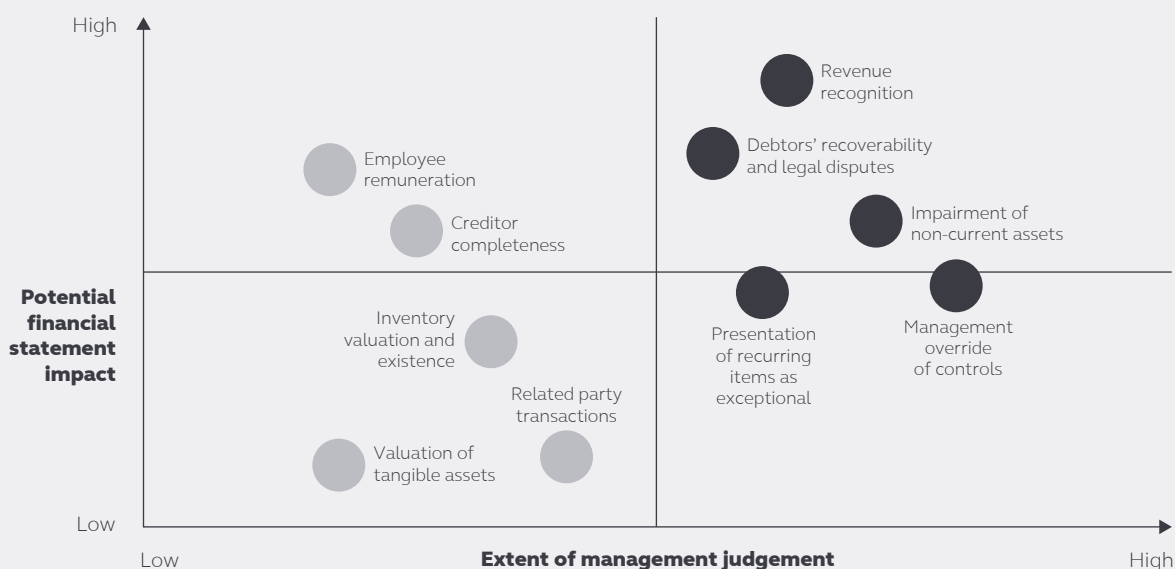 High
Revenue
recognition
Debtors’ recoverability
and legal disputes
Employee
remuneration
Impairment of
non-current assets
Creditor
completeness
Potential
financial
statement
impact
Inventory
valuation and
existence
Presentation
of recurring
items as
exceptional
Management
override
of controls
Related party
transactions
Valuation of
tangible assets
Low
Low
Extent of management judgement
High